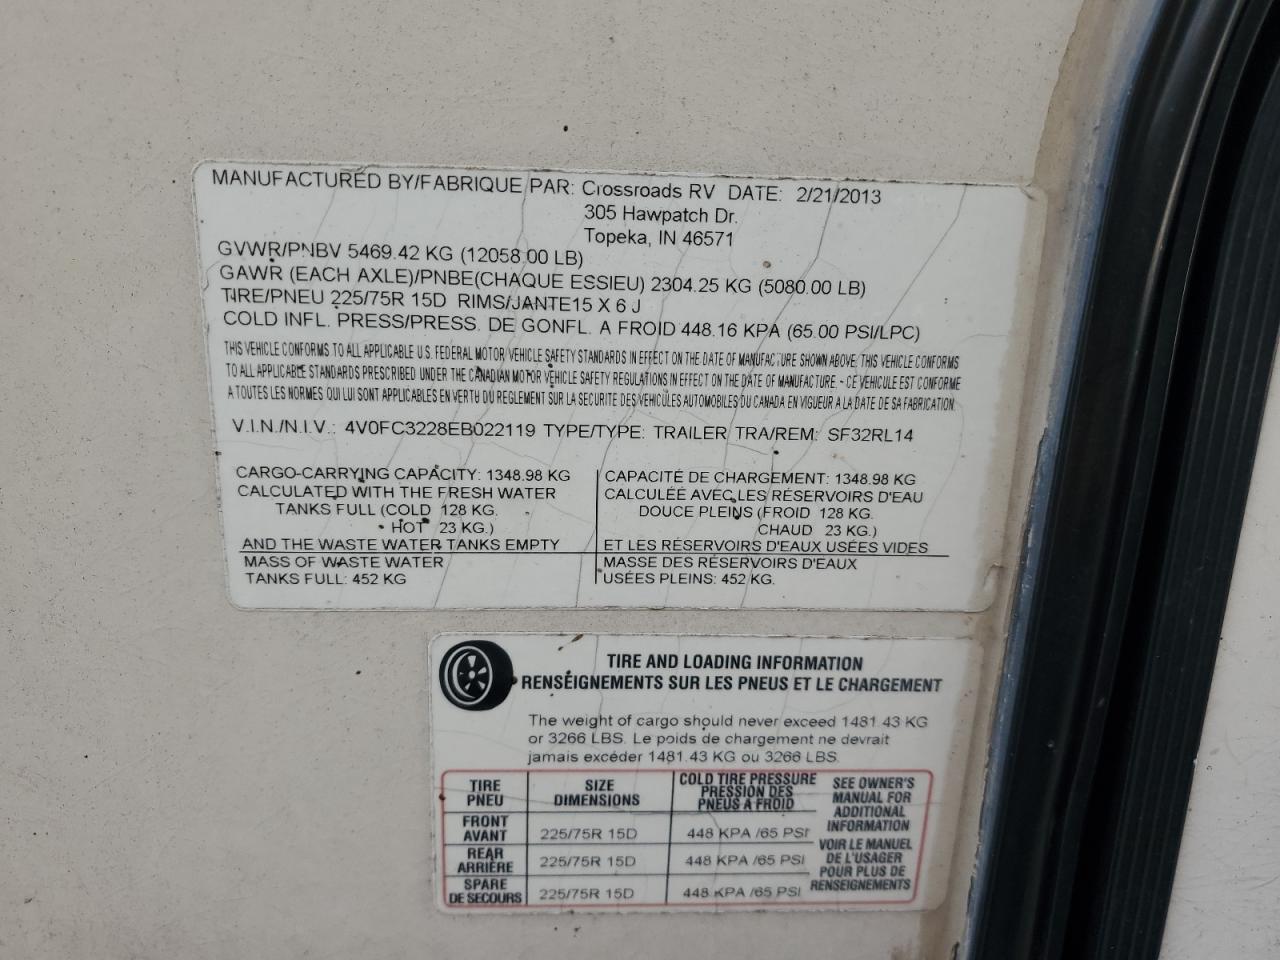 MANUFACTURED BY/FABRIQUE PAR: Crossroads RV DATE: 2/21/2013
305 Hawpatch Dr.
Topeka, IN 46571
GVWR/PNBV 5469.42 KG (12058.00 LB)
GAWR (EACH AXLE)/PNBE(CHAQUE ESSIEU) 2304.25 KG (5080.00 LB)
TIRE/PNEU 225/75R 15D RIMS/JANTE15 X 6 J
COLD INFL. PRESS/PRESS. DE GONFL. A FROID 448.16 KPA (65.00 PSI/LPC)
THIS VEHICLE CONFORMS TO ALL APPLICABLE U.S. FEDERAL MOTOR VEHICLE SAFETY STANDARDS IN EFFECT ON THE DATE OF MANUFACTURE SHOWN ABOVE. THIS VEHICLE CONFORMS
TO ALL APPLICABLE STANDARDS PRESCRIBED UNDER THE CANADIAN MOTOR VEHICLE SAFETY REGULATIONS IN EFFECT ON THE DATE OF MANUFACTURE. - CE VEHICULE EST CONFORME
A TOUTES LES NORMES QUI LUI SONT APPLICABLES EN VERTU DU REGLEMENT SUR LA SECURITE DES VEHICULES AUTOMOBILES DU CANADA EN VIGUEUR A LA DATE DE SA FABRICATION.
V.I.N./N.I.V.: 4V0FC3228EB022119 TYPE/TYPE: TRAILER TRA/REM: SF32RL14
CARGO-CARRYING CAPACITY: 1348.98 KG
CALCULATED WITH THE FRESH WATER
TANKS FULL (COLD 128 KG.
HOT 23 KG.)
AND THE WASTE WATER TANKS EMPTY
MASS OF WASTE WATER
TANKS FULL: 452 KG
CAPACITÉ DE CHARGEMENT: 1348.98 KG
CALCULÉE AVEC LES RÉSERVOIRS D'EAU
DOUCE PLEINS (FROID 128 KG.
CHAUD 23 KG.)
ET LES RÉSERVOIRS D'EAUX USÉES VIDES
MASSE DES RÉSERVOIRS D'EAUX
USÉES PLEINS: 452 KG.
TIRE AND LOADING INFORMATION
RENSEIGNEMENTS SUR LES PNEUS ET LE CHARGEMENT
The weight of cargo should never exceed 1481.43 KG
or 3266 LBS. Le poids de chargement ne devrait
jamais excéder 1481.43 KG ou 3266 LBS.
TIRE
PNEU
SIZE
DIMENSIONS
COLD TIRE PRESSURE
PRESSION DES
PNEUS A FROID
FRONT
AVANT
225/75R 15D
448 KPA /65 PSI
REAR
ARRIÈRE
225/75R 15D
448 KPA /65 PSI
SPARE
DE SECOURS
225/75R 15D
448 KPA /65 PSI
SEE OWNER'S
MANUAL FOR
ADDITIONAL
INFORMATION
VOIR LE MANUEL
DE L'USAGER
POUR PLUS DE
RENSEIGNEMENTS